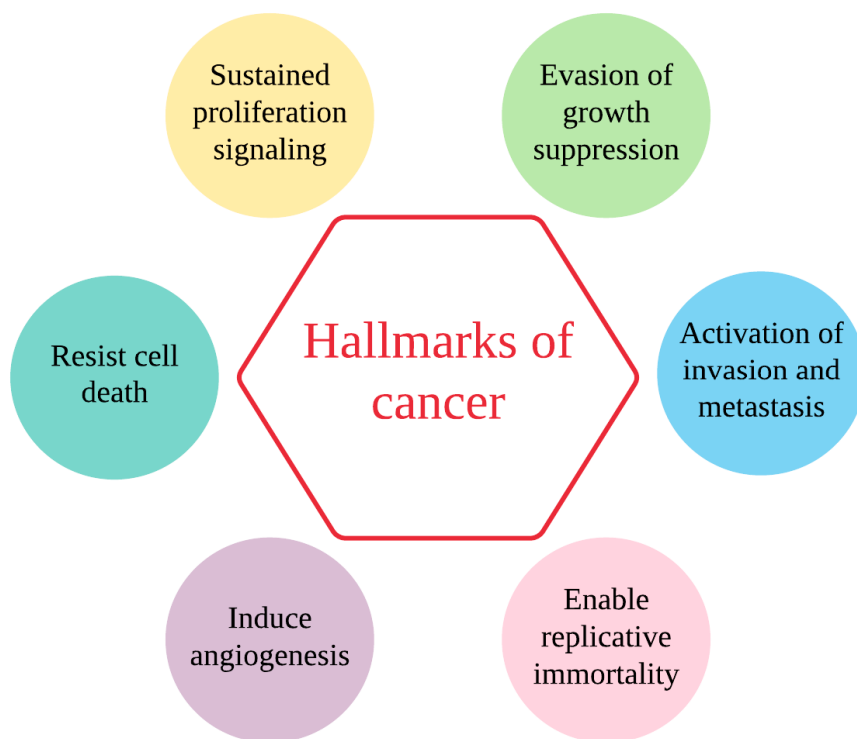 Sustained
proliferation
signaling
Evasion of
growth
suppression
Resist cell
death
Hallmarks of
cancer
Activation of
invasion and
metastasis
Induce
angiogenesis
Enable
replicative
immortality